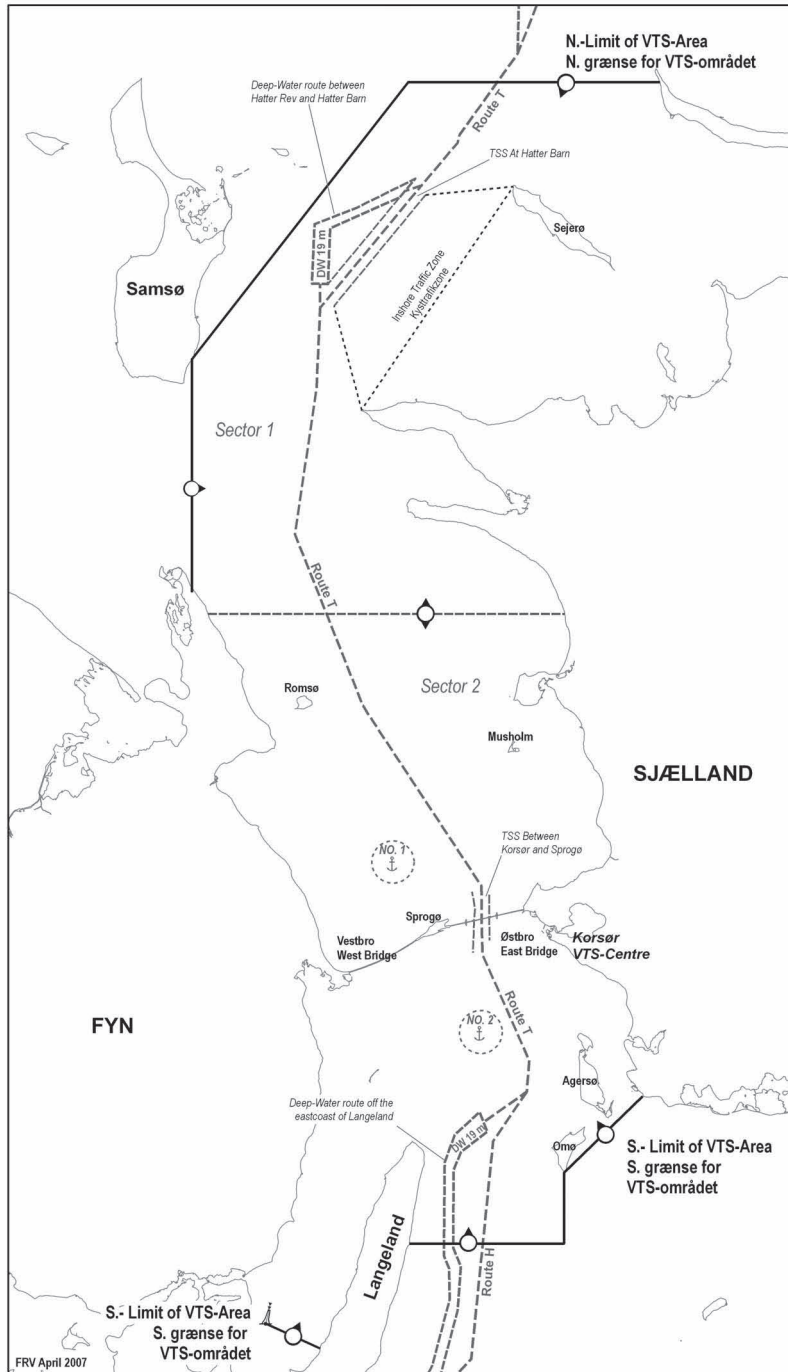 N.-Limit of VTS-Area
N. grænse for VTS-området
Deep-Water route between
Hatter Rev and Hatter Barn
Route T
TSS At Hatter Barn
Sejerø
DW 19 m
Inshore Traffic Zone
Kysttrafikzone
Samsø
Sector 1
Route T
Romsø
Sector 2
Musholm
SJÆLLAND
NO. 1
TSS Between
Korsør and Sprogø
Sprogø
Vestbro
West Bridge
Østbro
East Bridge
Korsør
VTS-Centre
FYN
NO. 2
Route T
Agersø
Deep-Water route off the
eastcoast of Langeland
DW 19 m
Omø
S.- Limit of VTS-Area
S. grænse for
VTS-området
Langeland
Route H
S.- Limit of VTS-Area
S. grænse for
VTS-området
FRV April 2007